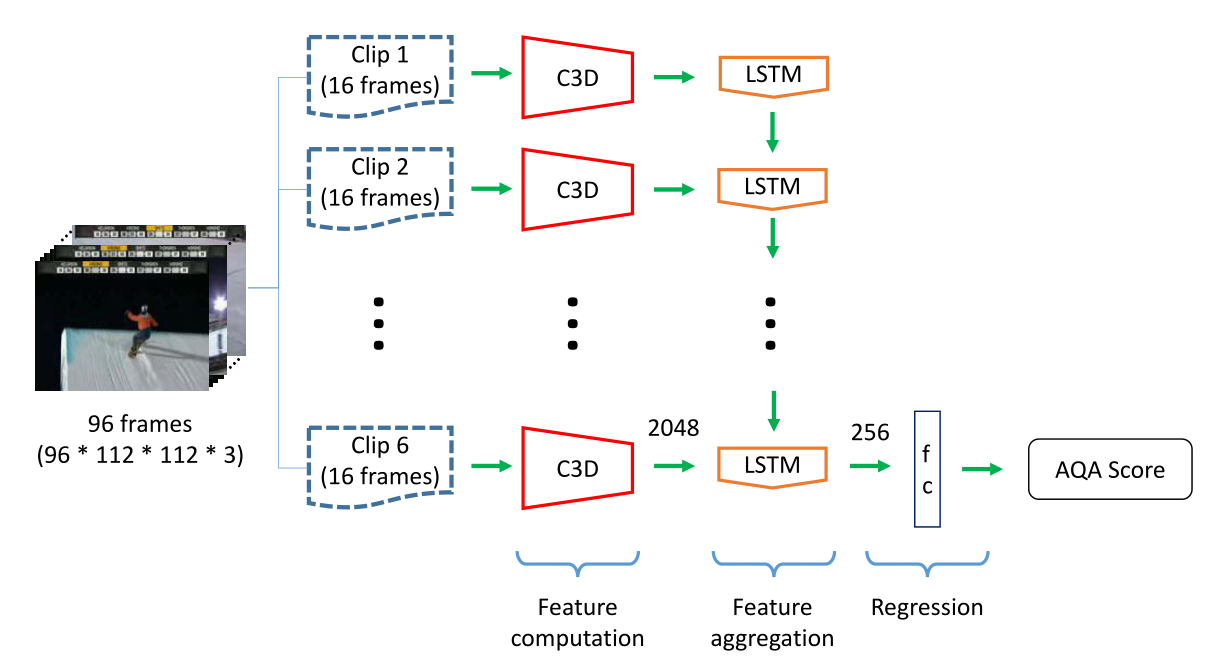 Clip 1
(16 frames)
C3D
LSTM
Clip 2
(16 frames)
C3D
LSTM
96 frames
(96 * 112 * 112 * 3)
Clip 6
(16 frames)
C3D
2048
LSTM
256
f
c
AQA Score
Feature
computation
Feature
aggregation
Regression